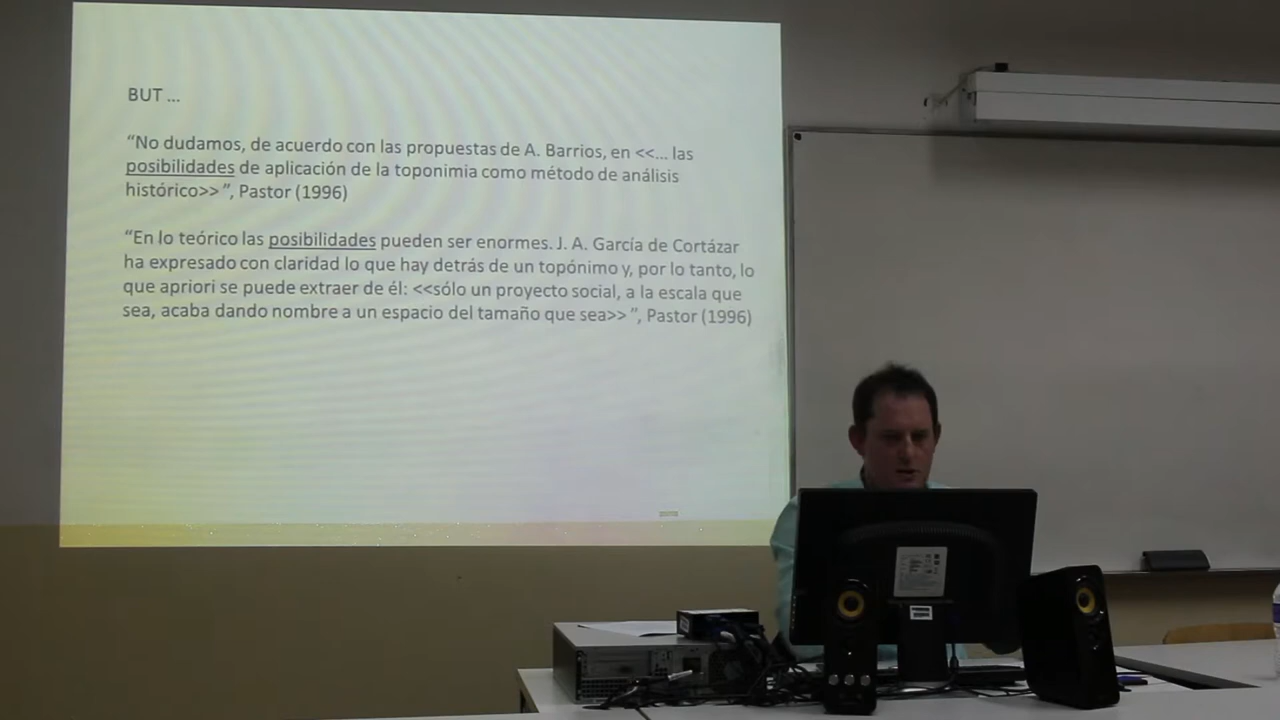 BUT ...
“No dudamos, de acuerdo con las propuestas de A. Barrios, en <<... las
posibilidades de aplicación de la toponimia como método de análisis
histórico>> ”, Pastor (1996)
“En lo teórico las posibilidades pueden ser enormes. J. A. García de Cortázar
ha expresado con claridad lo que hay detrás de un topónimo y, por lo tanto, lo
que apriori se puede extraer de él: <<sólo un proyecto social, a la escala que
sea, acaba dando nombre a un espacio del tamaño que sea>> ”, Pastor (1996)